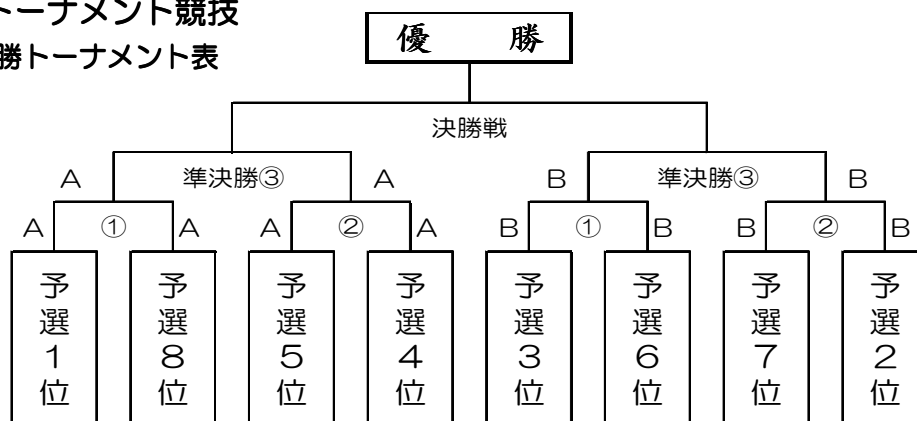 トーナメント競技
勝トーナメント表
優 勝
決勝戦
A 準決勝③ A B 準決勝③ B
A ① A A ② A B ① B B ② B
予選1位
予選8位
予選5位
予選4位
予選3位
予選6位
予選7位
予選2位